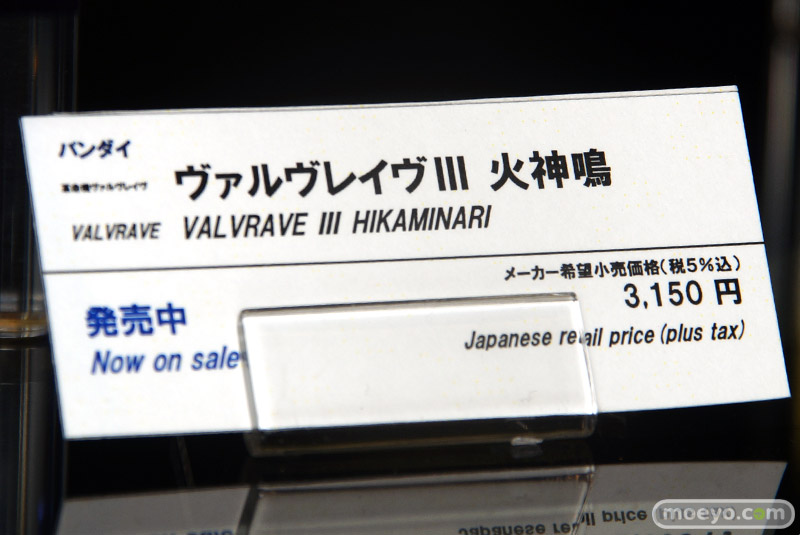 バンダイ
革命機ヴァルヴレイヴ ヴァルヴレイヴIII 火神鳴
VALVRAVE VALVRAVE III HIKAMINARI
メーカー希望小売価格(税5%込)
3,150 円
発売中
Now on sale
Japanese retail price (plus tax)
Japanese retail price
moeyo.com